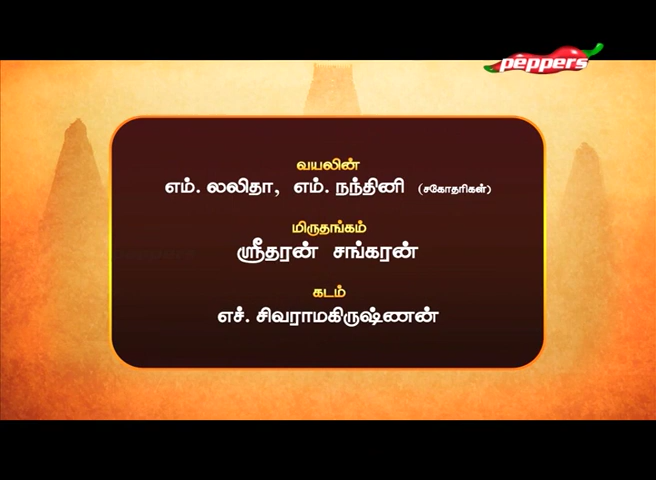 peppers
வயலின்
எம். லலிதா, எம். நந்தினி (சகோதரிகள்)
மிருதங்கம்
ஸ்ரீதரன் சங்கரன்
கடம்
எச். சிவராமகிருஷ்ணன்